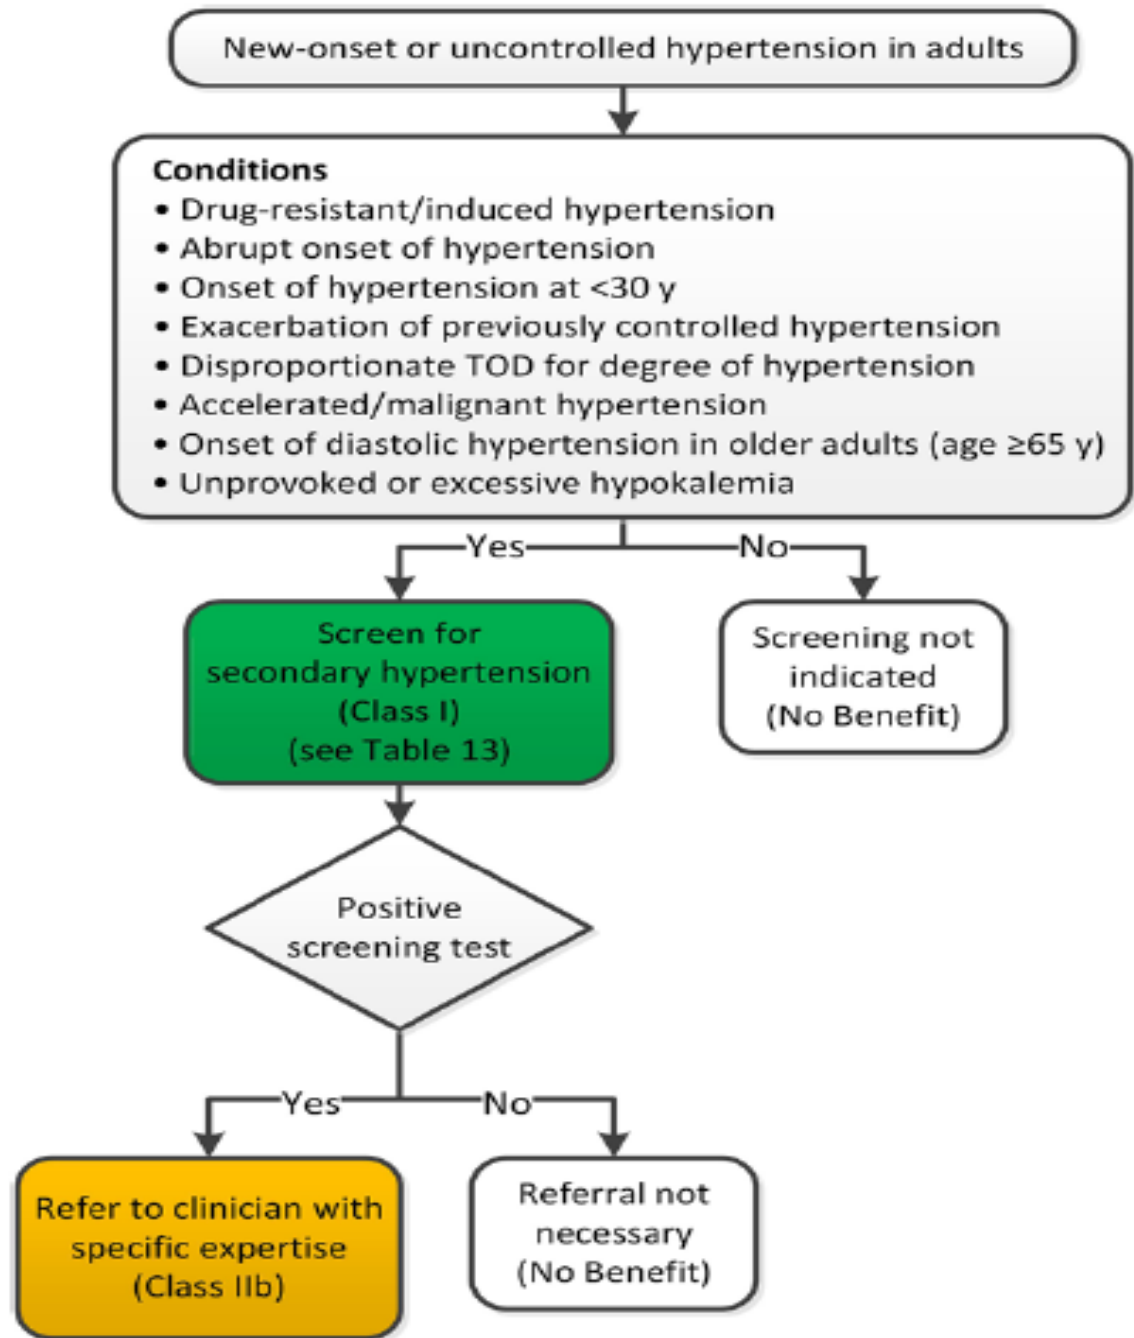 New-onset or uncontrolled hypertension in adults
Conditions
• Drug-resistant/induced hypertension
• Abrupt onset of hypertension
• Onset of hypertension at <30 y
• Exacerbation of previously controlled hypertension
• Disproportionate TOD for degree of hypertension
• Accelerated/malignant hypertension
• Onset of diastolic hypertension in older adults (age ≥65 y)
• Unprovoked or excessive hypokalemia
Yes
No
Screen for
secondary hypertension
(Class I)
(see Table 13)
Screening not
indicated
(No Benefit)
Positive
screening test
Yes
No
Refer to clinician with
specific expertise
(Class IIb)
Referral not
necessary
(No Benefit)